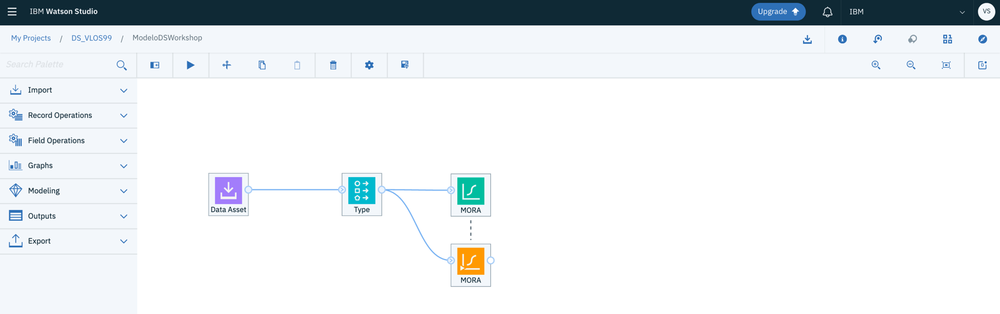 IBM Watson Studio
Upgrade
IBM
VS
My Projects / DS_VLOS99 / ModeloDSWorkshop
Search Palette
Import
Record Operations
Field Operations
Graphs
Modeling
Outputs
Export
Data Asset
Type
MORA
MORA